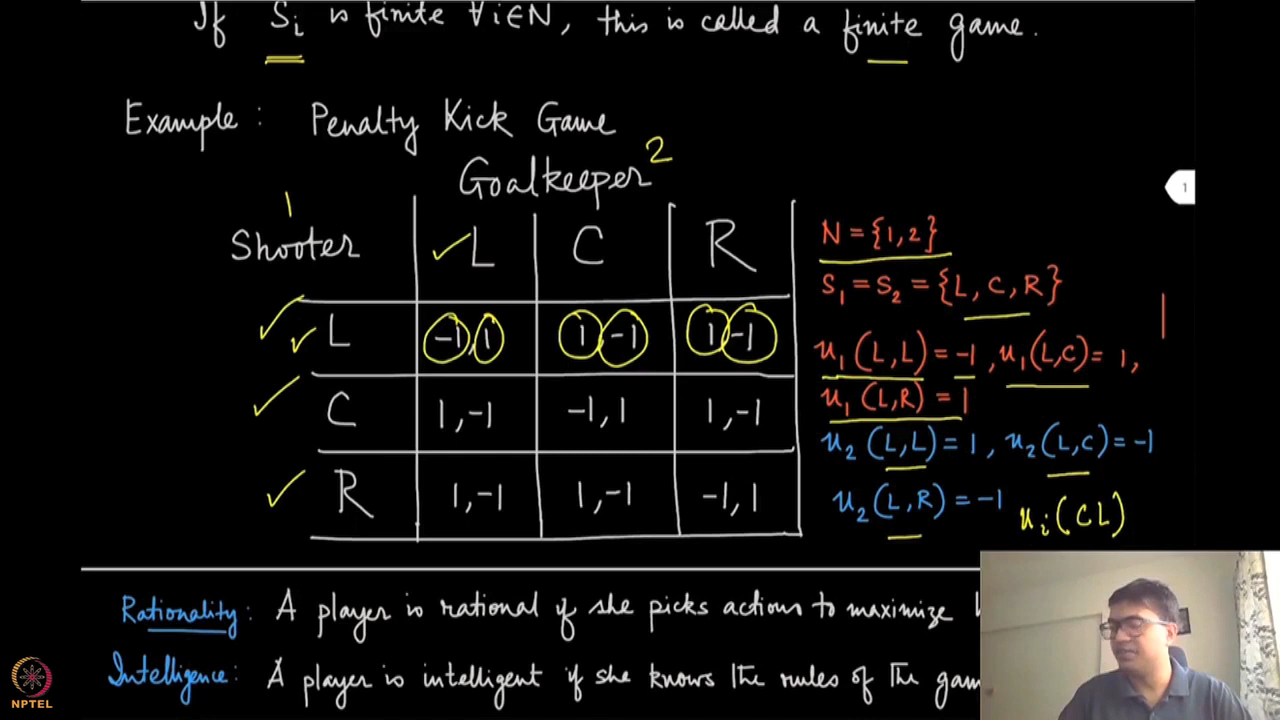 If Si is finite ∀i∈N, this is called a finite game.
Example: Penalty Kick Game
Goalkeeper 2
1
Shooter L C R
L -1,1 1,-1 1,-1
C 1,-1 -1,1 1,-1
R 1,-1 1,-1 -1,1
N = {1,2}
S₁ = S₂ = {L, C, R}
u₁(L,L) = -1, u₁(L,C) = 1,
u₁(L,R) = 1
u₂(L,L) = 1, u₂(L,C) = -1
u₂(L,R) = -1 uᵢ(CL)
1
Rationality: A player is rational if she picks actions to maximize
Intelligence: A player is intelligent if she knows the rules of the gam
NPTEL